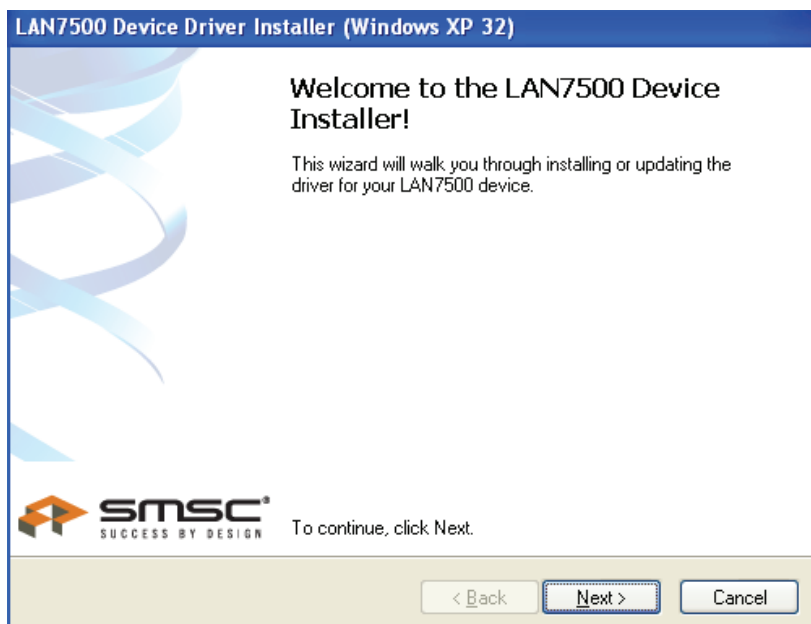 LAN7500 Device Driver Installer (Windows XP 32)
Welcome to the LAN7500 Device
Installer!
This wizard will walk you through installing or updating the
driver for your LAN7500 device.
smsc®
SUCCESS BY DESIGN
To continue, click Next.
< Back
Next >
Cancel